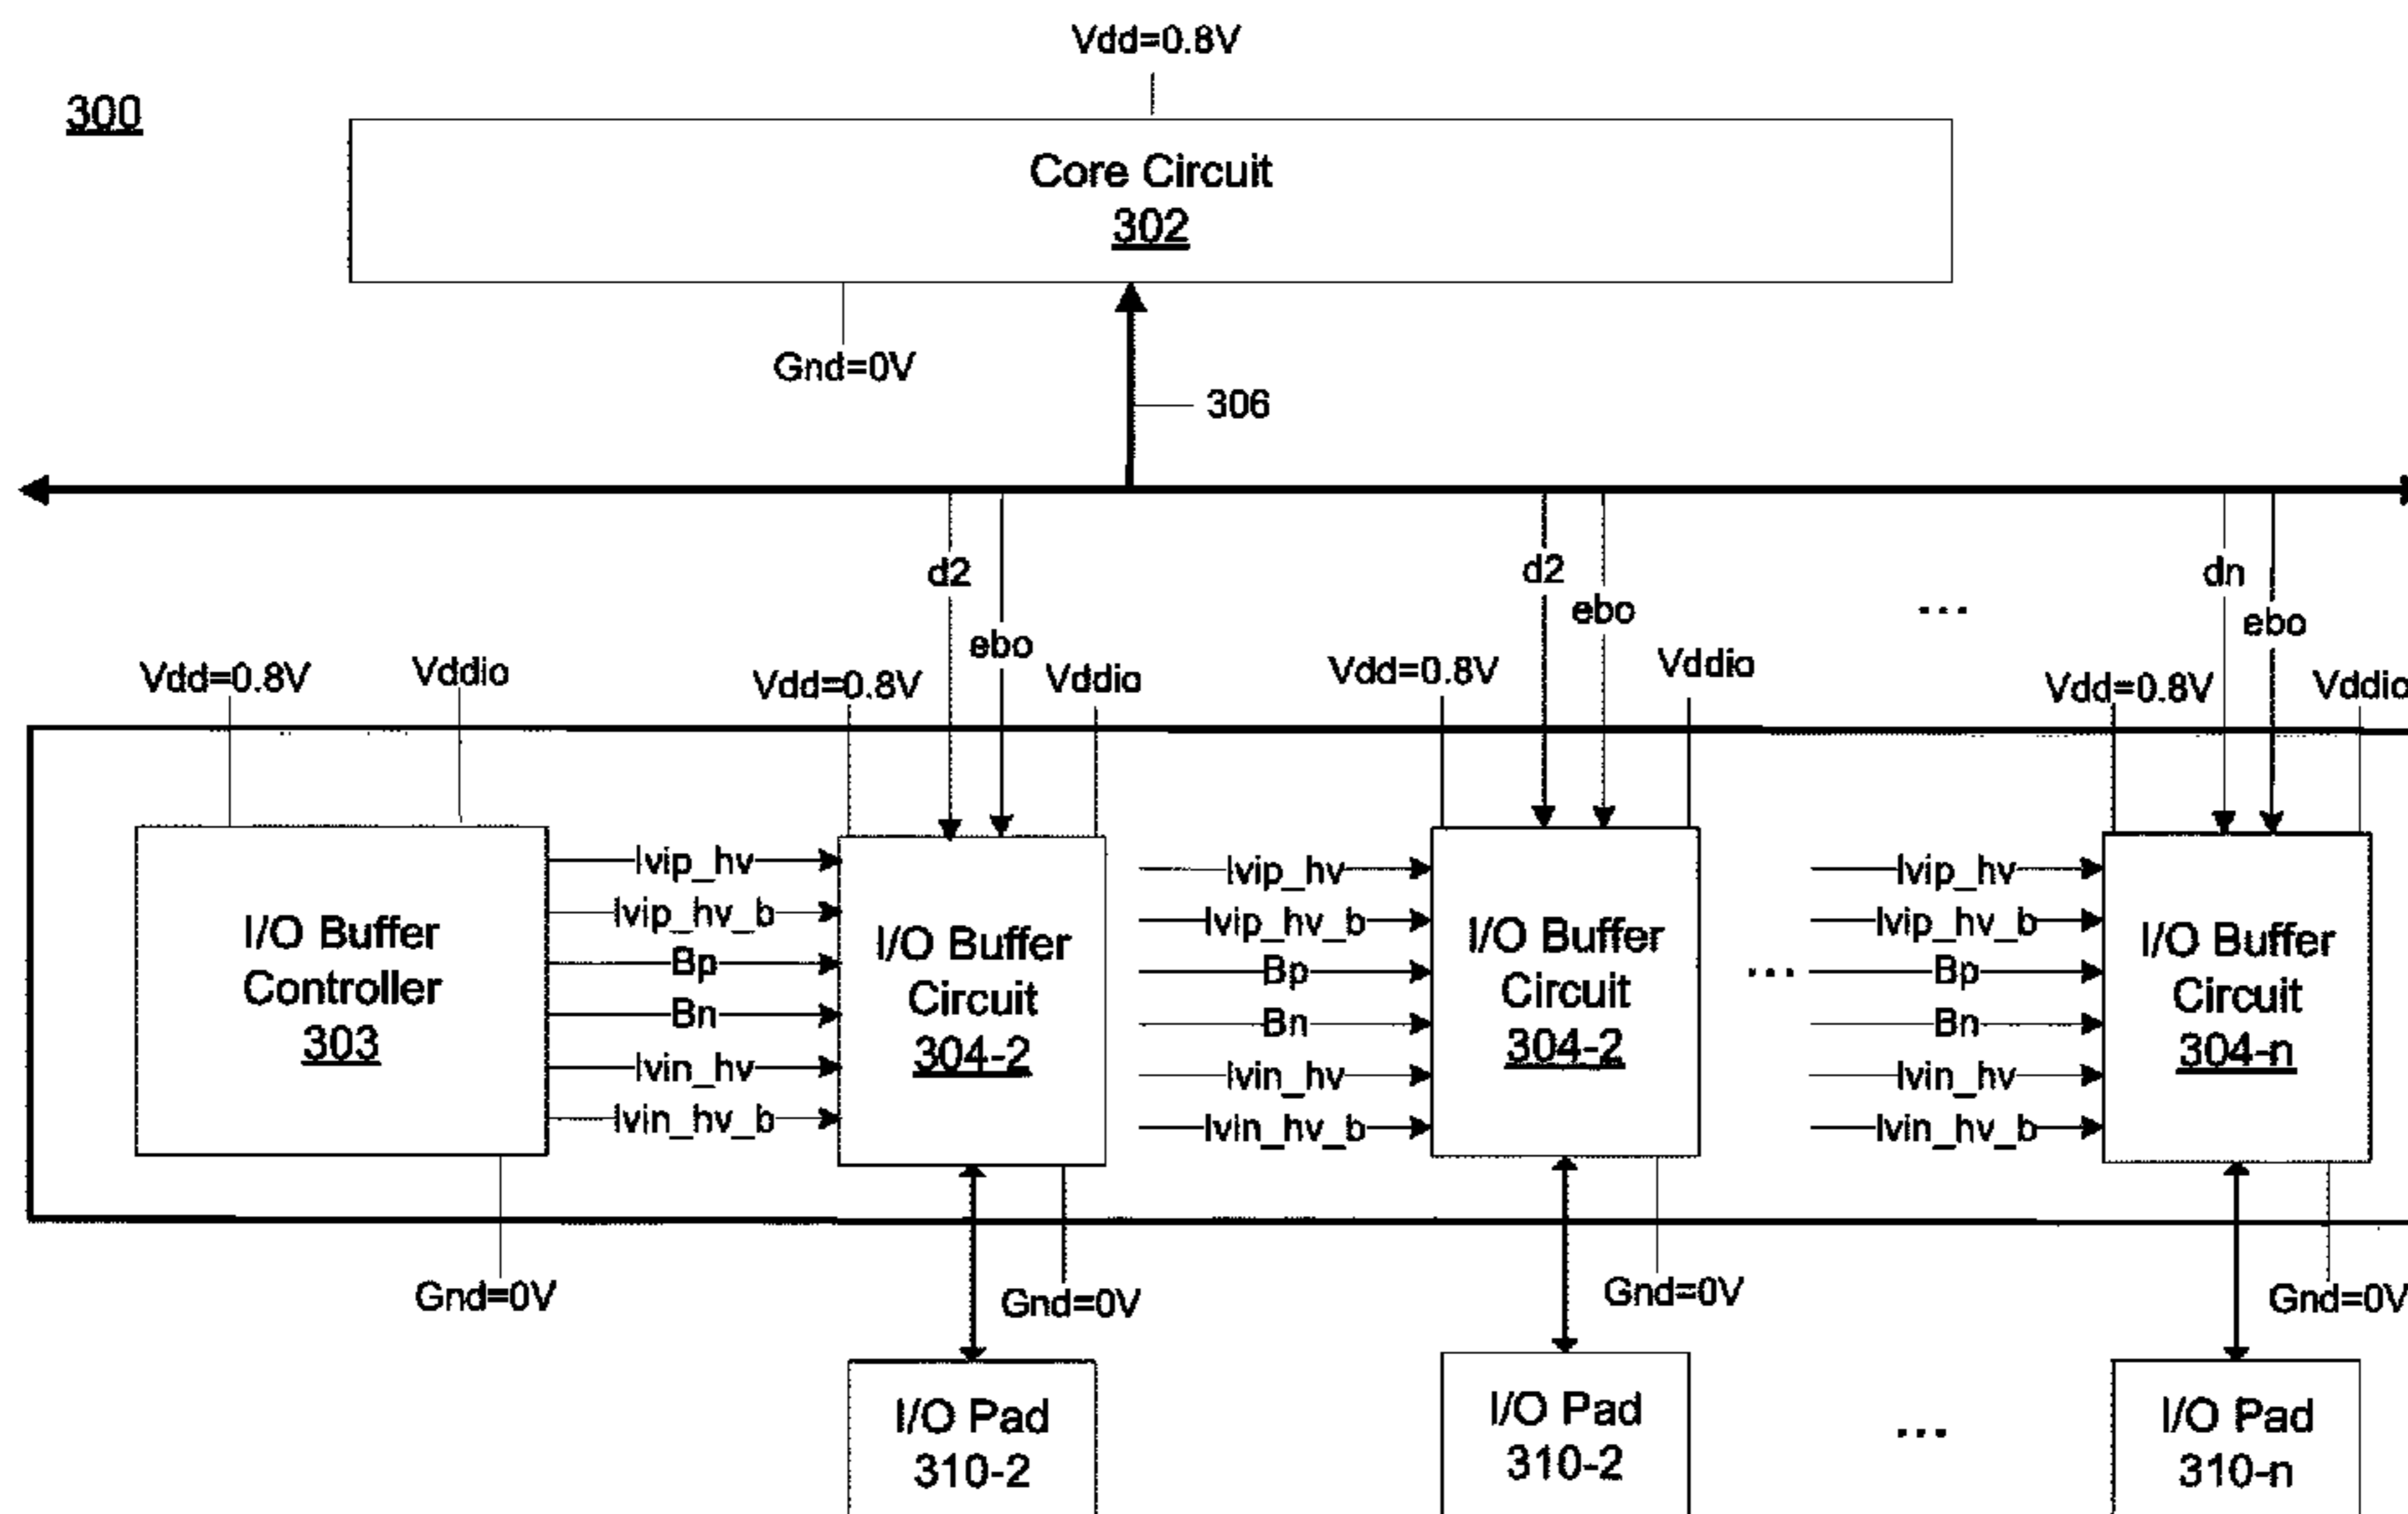 Vdd=0.8V
300
Core Circuit
302
Gnd=0V
306
d2
ebo
d2
ebo
...
dn
ebo
Vdd=0.8V
Vddio
Vdd=0.8V
Vddio
Vdd=0.8V
Vddio
Vdd=0.8V
Vddio
I/O Buffer
Controller
303
lvip_hv
lvip_hv_b
Bp
Bn
lvin_hv
lvin_hv_b
I/O Buffer
Circuit
304-2
lvip_hv
lvip_hv_b
Bp
Bn
lvin_hv
lvin_hv_b
I/O Buffer
Circuit
304-2
...
lvip_hv
lvip_hv_b
Bp
Bn
lvin_hv
lvin_hv_b
I/O Buffer
Circuit
304-n
Gnd=0V
Gnd=0V
Gnd=0V
Gnd=0V
I/O Pad
310-2
I/O Pad
310-2
...
I/O Pad
310-n